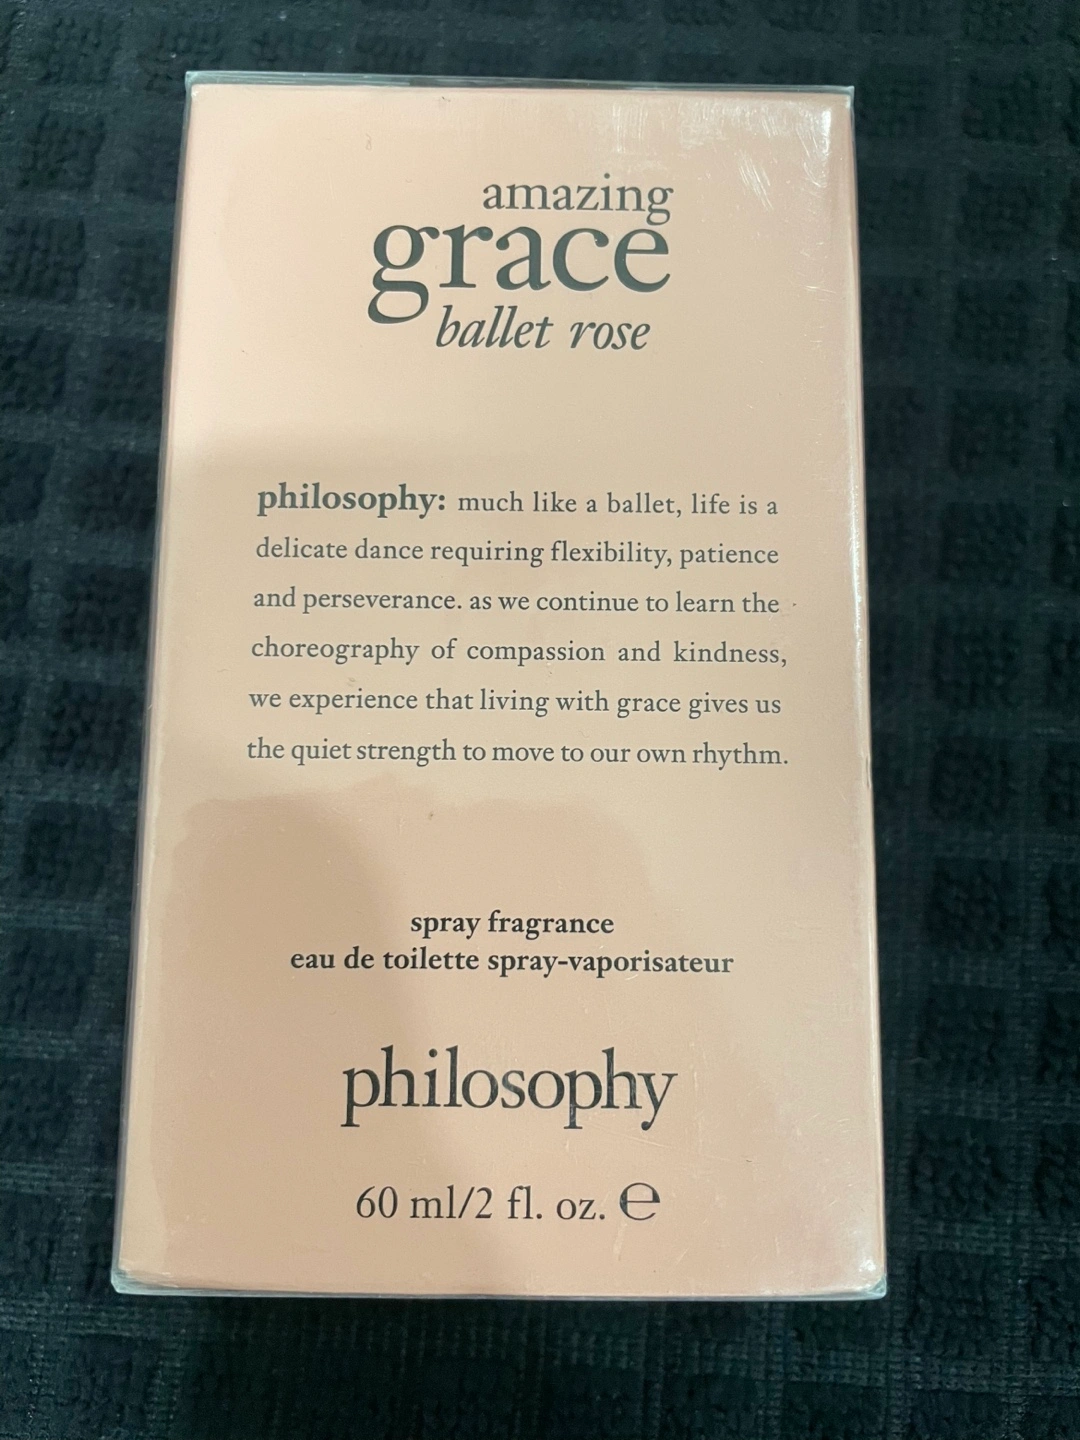 amazing
grace
ballet rose
philosophy: much like a ballet, life is a
delicate dance requiring flexibility, patience
and perseverance. as we continue to learn the
choreography of compassion and kindness,
we experience that living with grace gives us
the quiet strength to move to our own rhythm.
spray fragrance
eau de toilette spray-vaporisateur
philosophy
60 ml/2 fl. oz. ℮